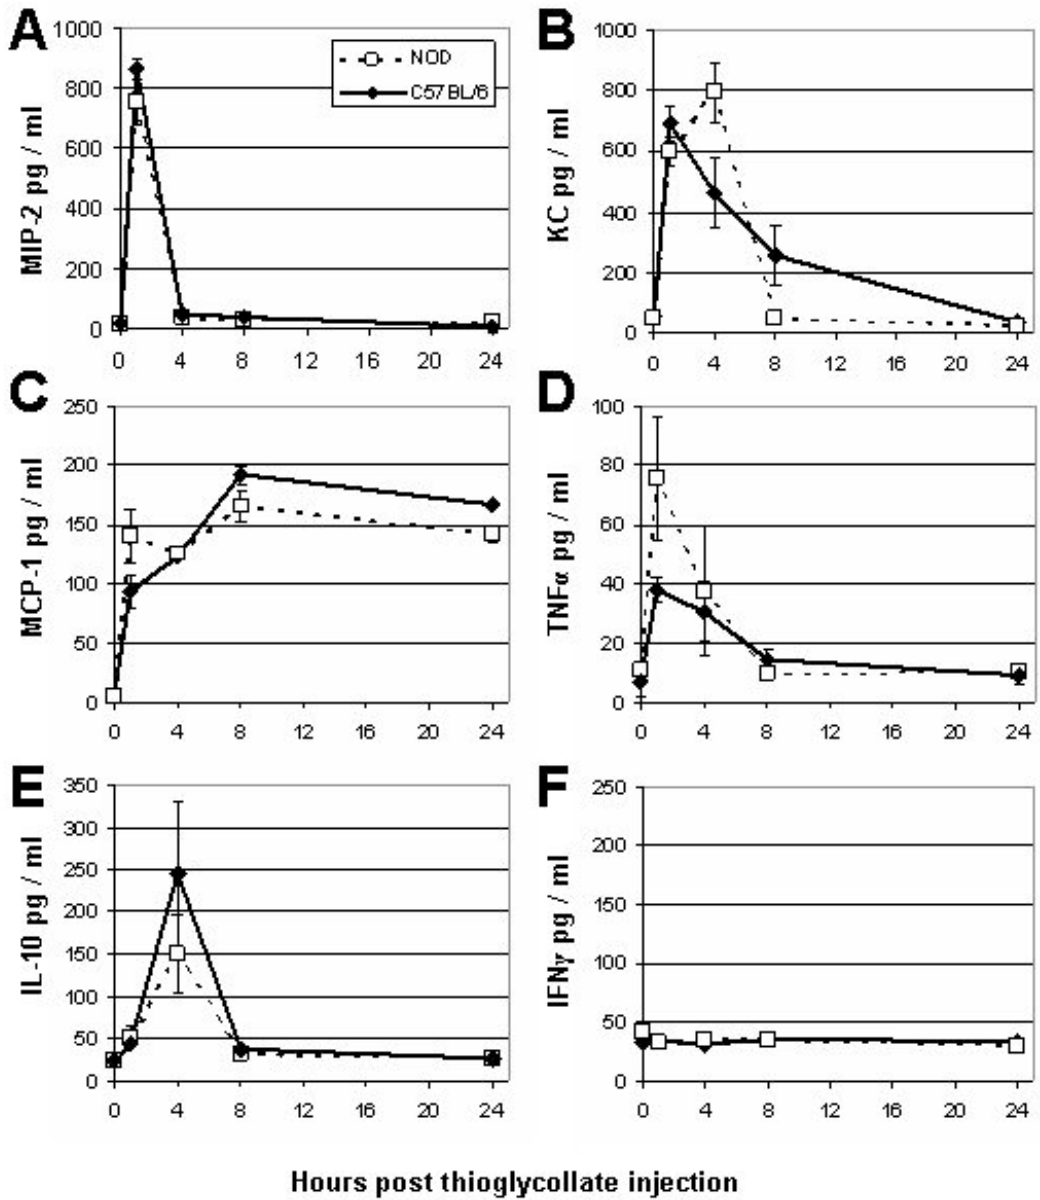 A
MIP-2 pg / ml
1000
800
600
400
200
0
0 4 8 12 16 20 24
NOD
C57BL/6
B
KC pg / ml
1000
800
600
400
200
0
0 4 8 12 16 20 24
C
MCP-1 pg / ml
250
200
150
100
50
0
0 4 8 12 16 20 24
D
TNFα pg / ml
100
80
60
40
20
0
0 4 8 12 16 20 24
E
IL-10 pg / ml
350
300
250
200
150
100
50
0
0 4 8 12 16 20 24
F
IFNγ pg / ml
250
200
150
100
50
0
0 4 8 12 16 20 24
Hours post thioglycollate injection